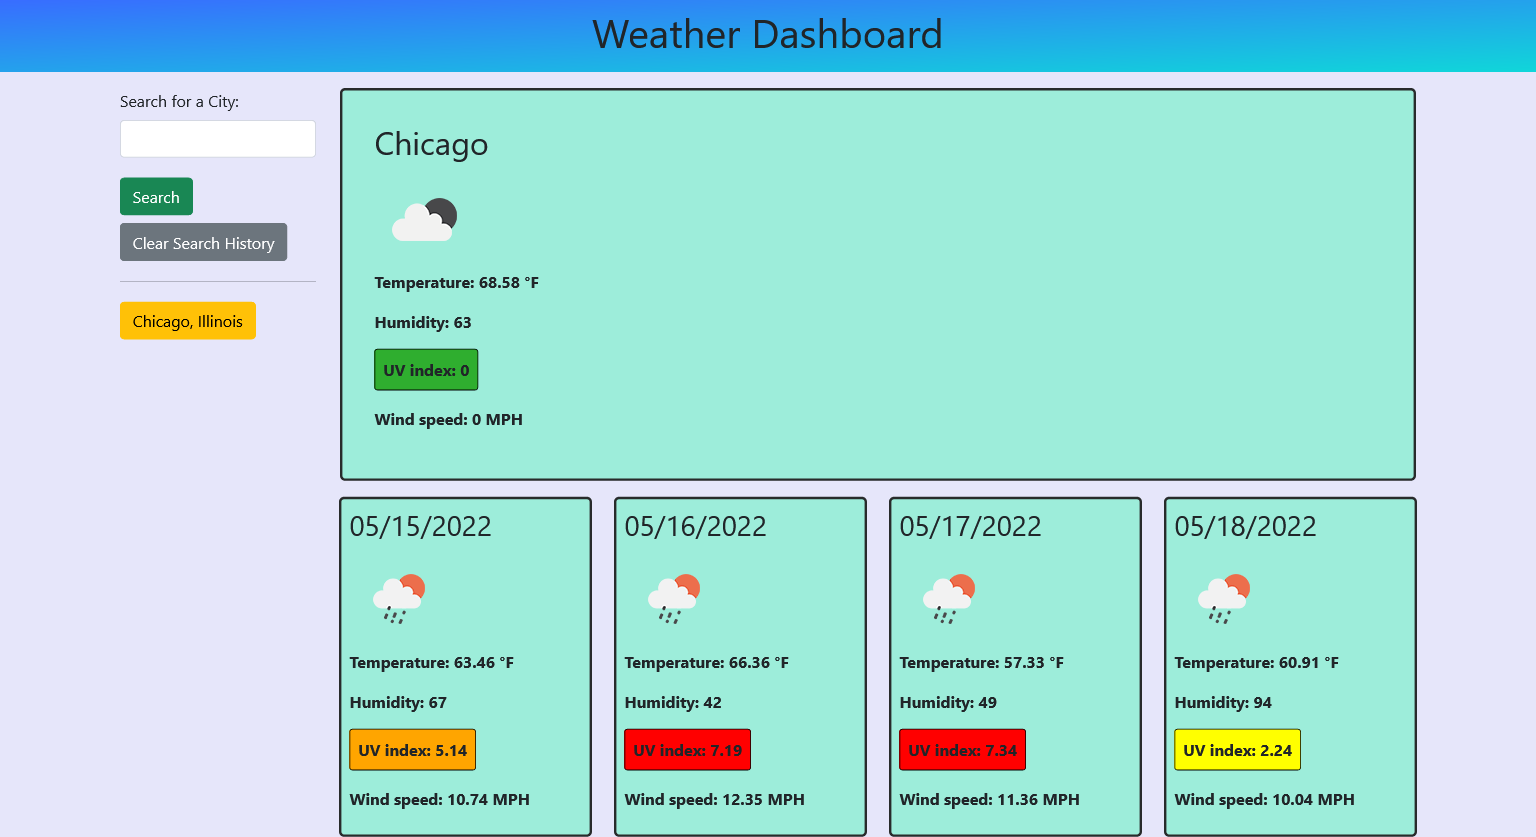 Weather Dashboard
Search for a City:
Search
Clear Search History
Chicago, Illinois
Chicago
Temperature: 68.58 °F
Humidity: 63
UV index: 0
Wind speed: 0 MPH
05/15/2022
Temperature: 63.46 °F
Humidity: 67
UV index: 5.14
Wind speed: 10.74 MPH
05/16/2022
Temperature: 66.36 °F
Humidity: 42
UV index: 7.19
Wind speed: 12.35 MPH
05/17/2022
Temperature: 57.33 °F
Humidity: 49
UV index: 7.34
Wind speed: 11.36 MPH
05/18/2022
Temperature: 60.91 °F
Humidity: 94
UV index: 2.24
Wind speed: 10.04 MPH